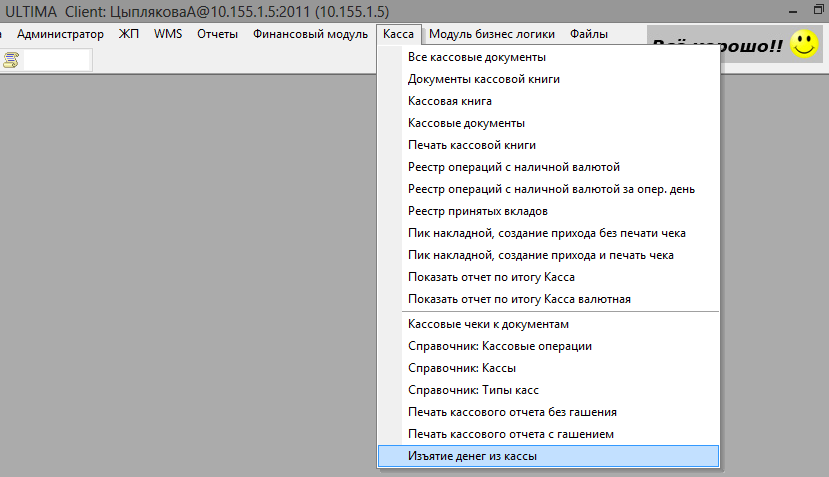 ULTIMA Client: ЦыпляковаА@10.155.1.5:2011 (10.155.1.5)
Администратор ЖП WMS Отчеты Финансовый модуль Касса Модуль бизнес логики Файлы
Всё хорошо!!
Все кассовые документы
Документы кассовой книги
Кассовая книга
Кассовые документы
Печать кассовой книги
Реестр операций с наличной валютой
Реестр операций с наличной валютой за опер. день
Реестр принятых вкладов
Пик накладной, создание прихода без печати чека
Пик накладной, создание прихода и печать чека
Показать отчет по итогу Касса
Показать отчет по итогу Касса валютная
Кассовые чеки к документам
Справочник: Кассовые операции
Справочник: Кассы
Справочник: Типы касс
Печать кассового отчета без гашения
Печать кассового отчета с гашением
Изъятие денег из кассы